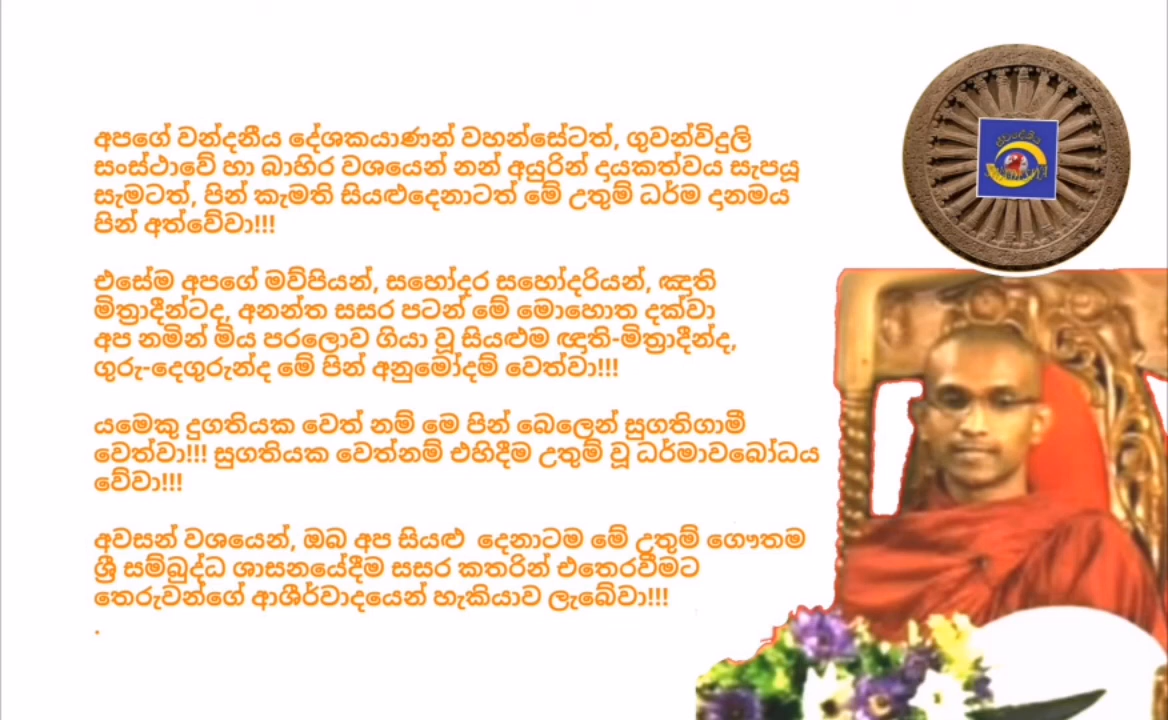 අපගේ වන්දනීය දේශකයාණන් වහන්සේටත්, ගුවන්විදුලි
සංස්ථාවේ හා බාහිර වශයෙන් නන් අයුරින් දායකත්වය සැපයූ
සැමටත්, පින් කැමති සියළුදෙනාටත් මේ උතුම් ධර්ම දානමය
පින් අත්වේවා!!!
එසේම අපගේ මව්පියන්, සහෝදර සහෝදරියන්, ඤති
මිත්‍රාදීන්ටද, අනන්ත සසර පටන් මේ මොහොත දක්වා
අප නමින් මිය පරලොව ගියා වූ සියළුම ඥති-මිත්‍රාදීන්ද,
ගුරු-දෙගුරුන්ද මේ පින් අනුමෝදම් වෙත්වා!!!
යමෙකු දුගතියක වෙත් නම් මෙ පින් බෙලෙන් සුගතිගාමී
වෙත්වා!!! සුගතියක වෙත්නම් එහිදීම උතුම් වූ ධර්මාවබෝධය
වේවා!!!
අවසන් වශයෙන්, ඔබ අප සියළු දෙනාටම මේ උතුම් ගෞතම
ශ්‍රී සම්බුද්ධ ශාසනයේදීම සසර කතරින් එතෙරවීමට
තෙරුවන්ගේ ආශීර්වාදයෙන් හැකියාව ලැබේවා!!!
.